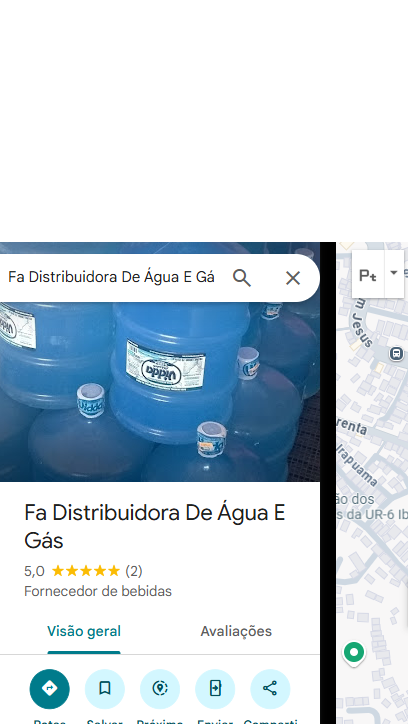 Fa Distribuidora De Água E Gá
Vidda
Fa Distribuidora De Água E
Gás
5,0 (2)
Fornecedor de bebidas
Visão geral Avaliações
Rotas Salvar Próximo Enviar Comparti
Pt
m Jesus
renta
Irapuama
ão dos
s da UR-6 Ib